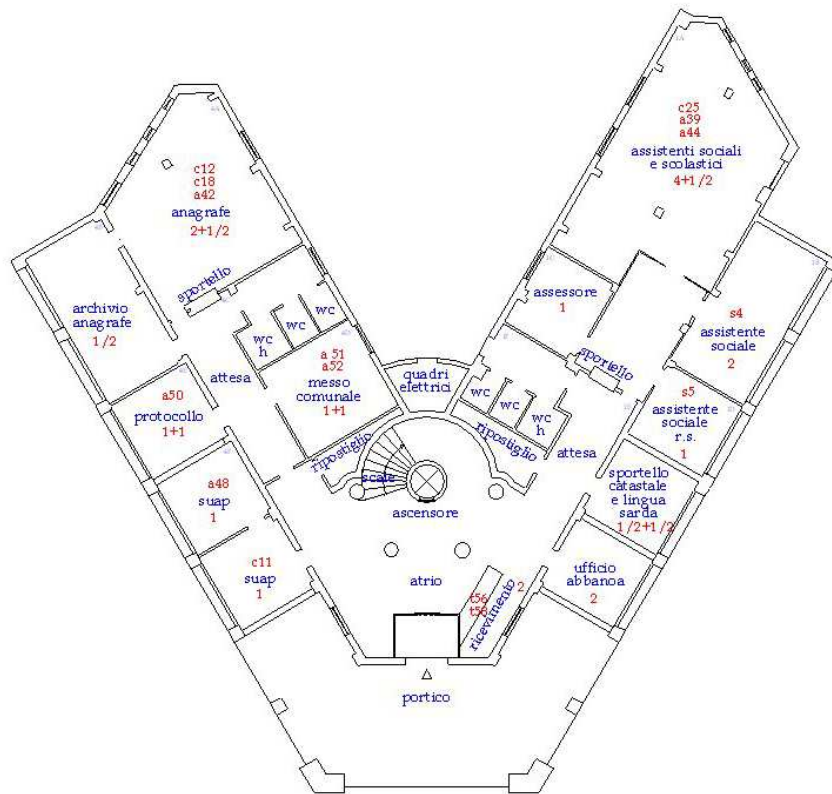 c25
a39
a44
assistenti sociali
e scolastici
4+1/2
c12
c18
a42
anagrafe
2+1/2
sportello
archivio
anagrafe
1/2
wc
h
wc
wc
attesa
a 51
a52
messo
comunale
1+1
a50
protocollo
1+1
a48
suap
1
c11
suap
1
ripostiglio
quadri
elettrici
scale
ascensore
atrio
t56
t58
ricevimento
2
portico
assessore
1
sportello
s4
assistente
sociale
2
s5
assistente
sociale
r.s.
1
wc
wc
wc
h
ripostiglio
attesa
sportello
catastale
e lingua
sarda
1/2+1/2
ufficio
abbanoa
2